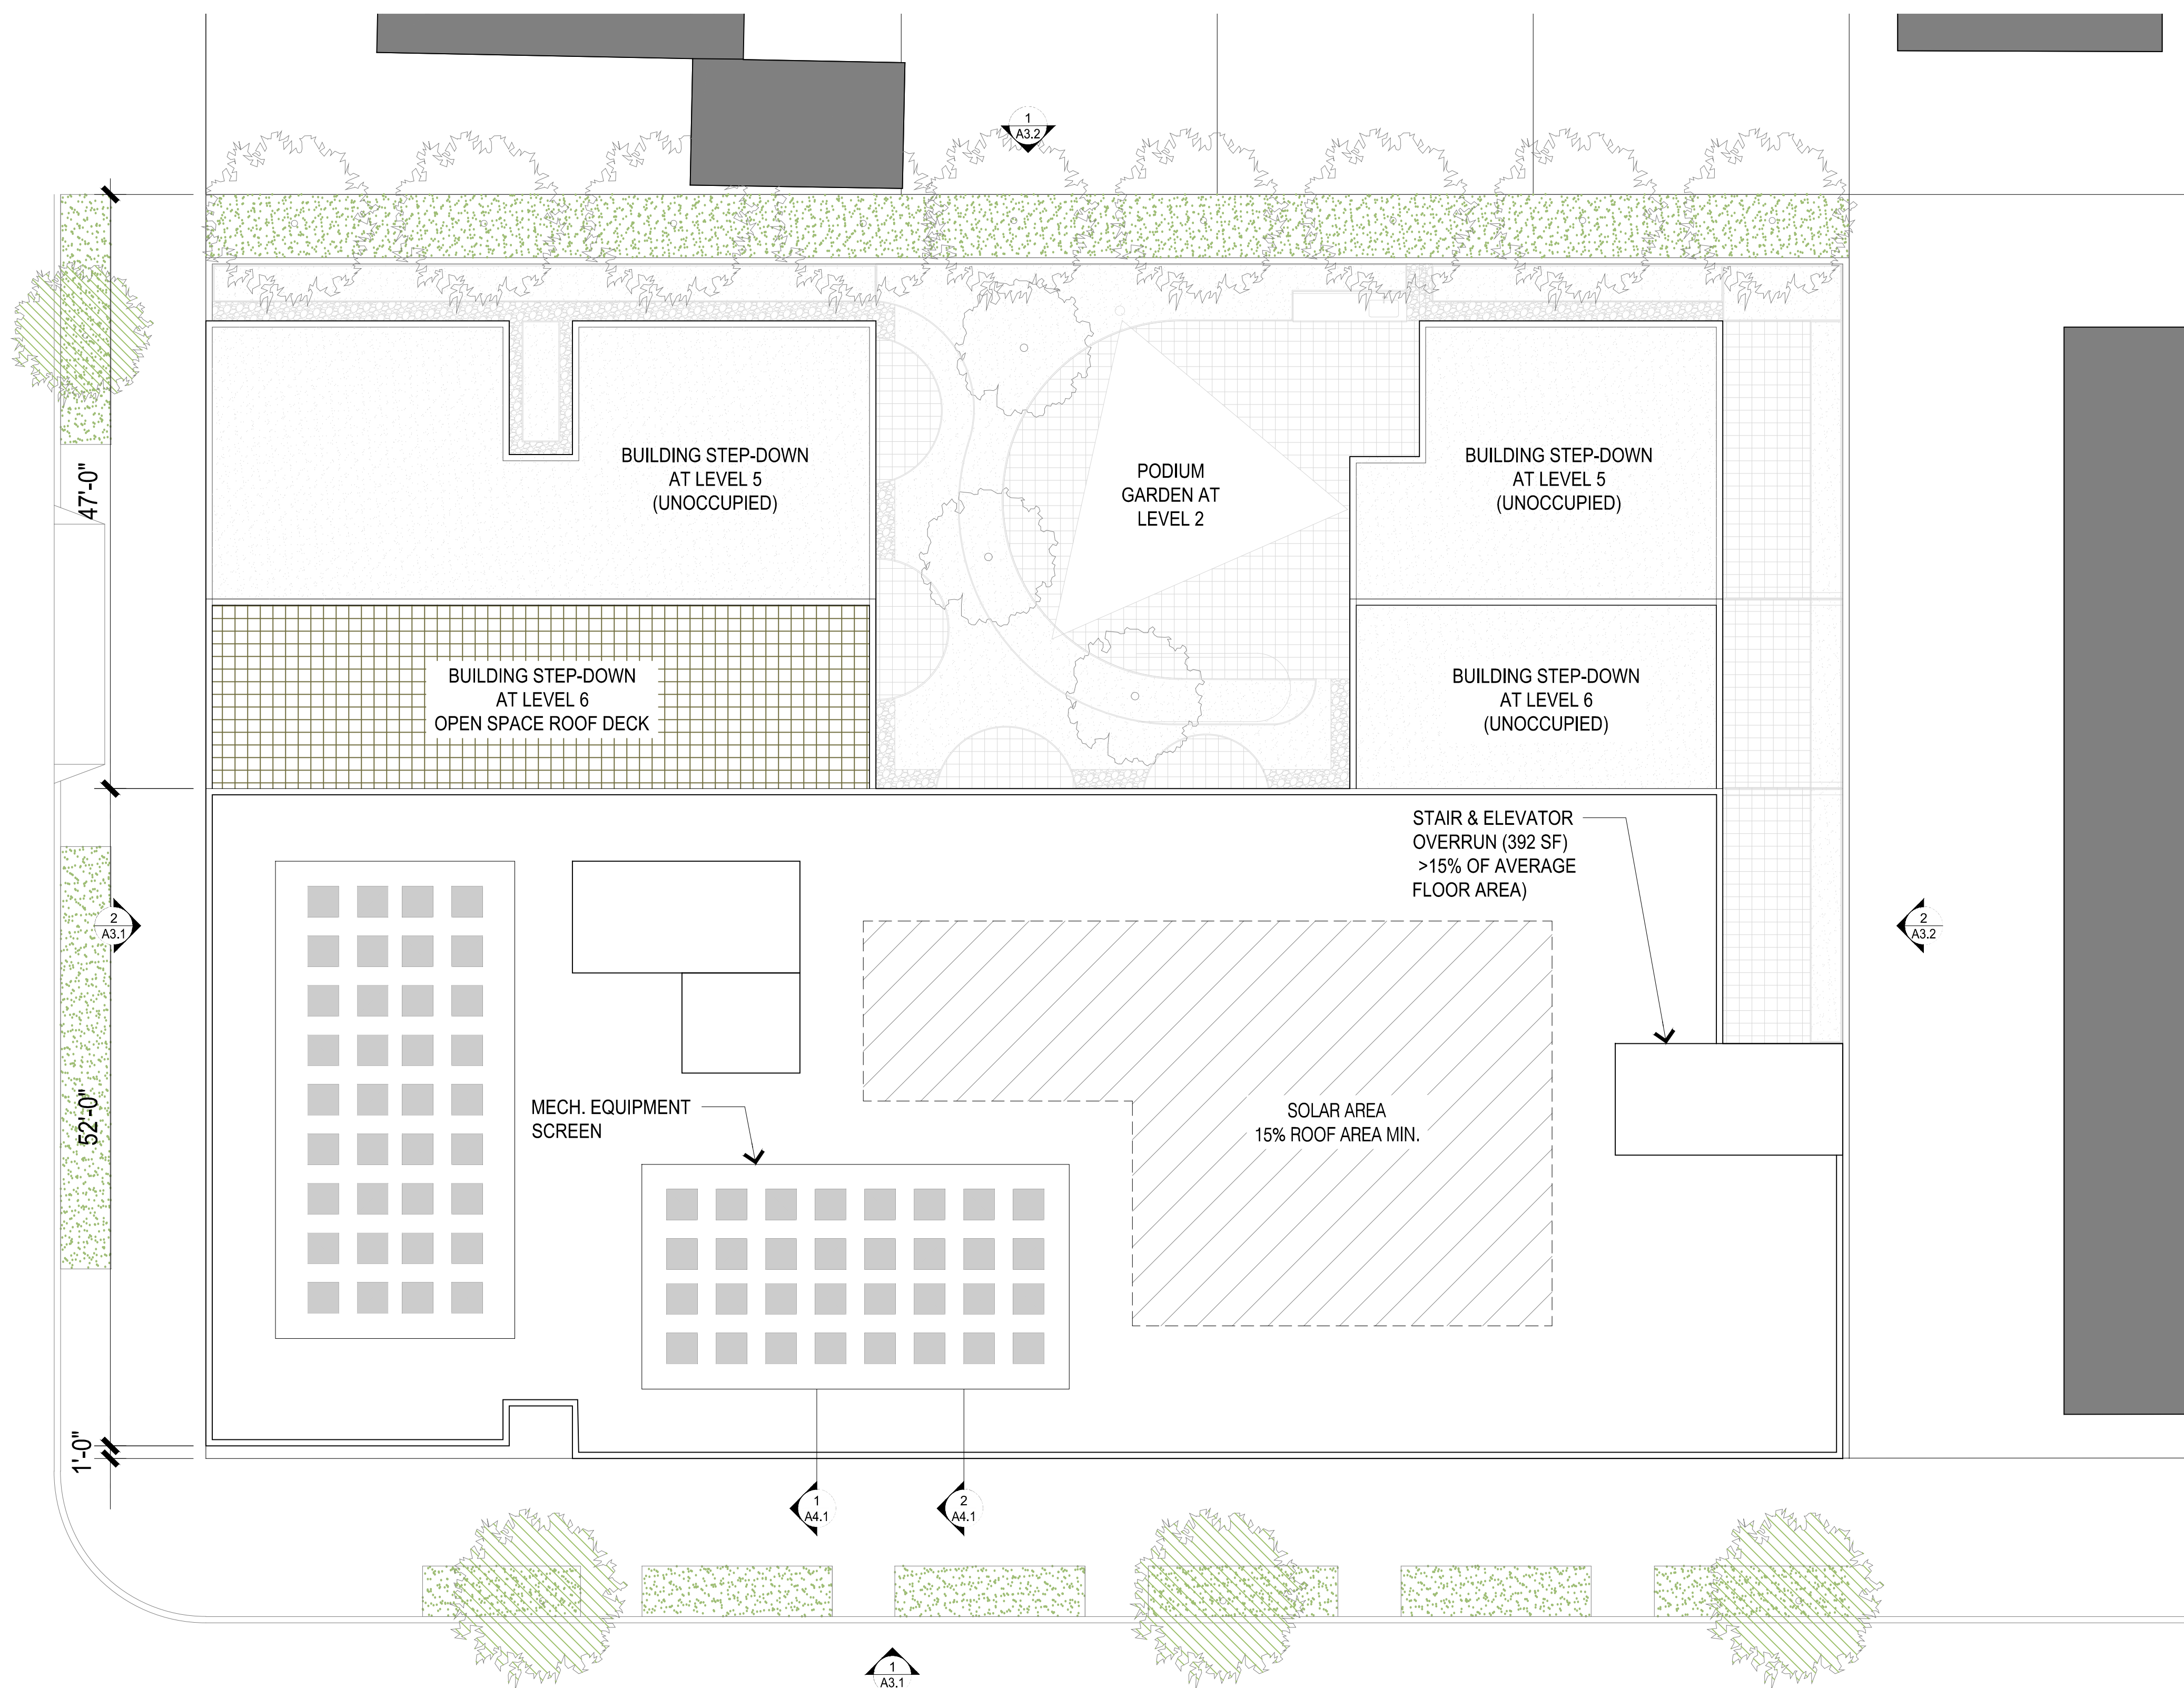 1
A3.2
47'-0"
BUILDING STEP-DOWN
AT LEVEL 5
(UNOCCUPIED)
PODIUM
GARDEN AT
LEVEL 2
BUILDING STEP-DOWN
AT LEVEL 5
(UNOCCUPIED)
BUILDING STEP-DOWN
AT LEVEL 6
OPEN SPACE ROOF DECK
BUILDING STEP-DOWN
AT LEVEL 6
(UNOCCUPIED)
STAIR & ELEVATOR
OVERRUN (392 SF)
>15% OF AVERAGE
FLOOR AREA)
2
A3.1
2
A3.2
52'-0"
MECH. EQUIPMENT
SCREEN
SOLAR AREA
15% ROOF AREA MIN.
1'-0"
1
A4.1
2
A4.1
1
A3.1